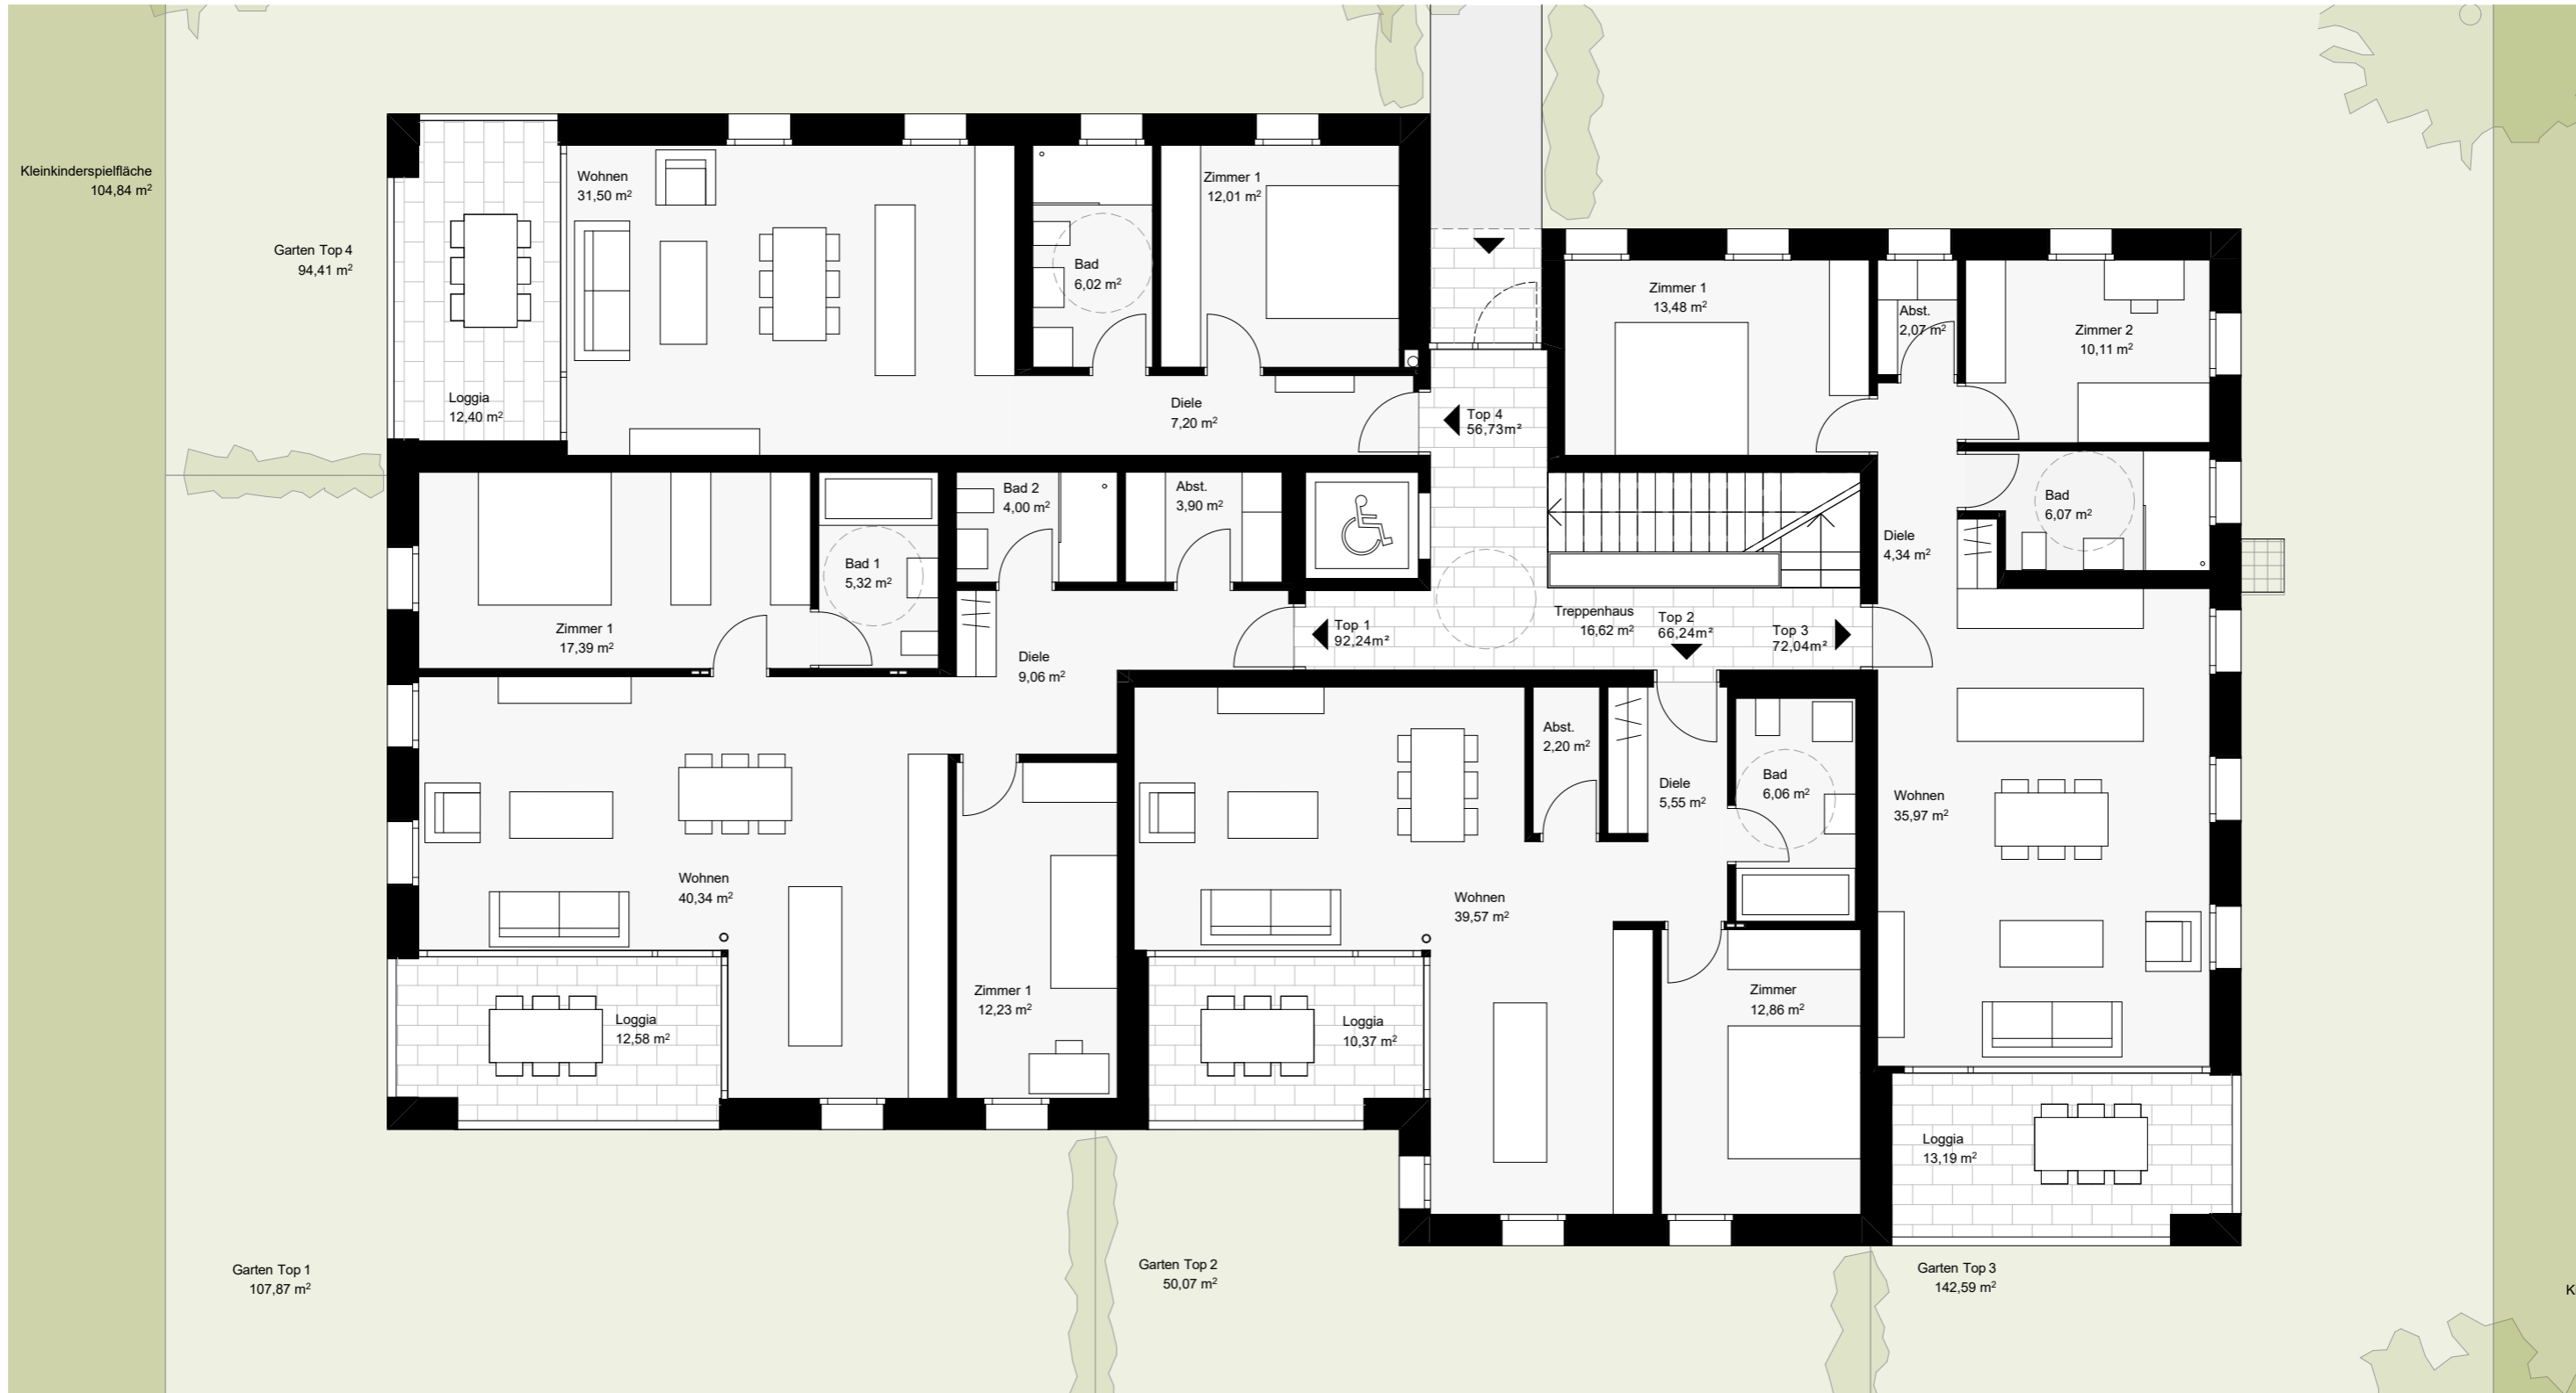 Kleinkinderspielfläche
104,84 m²
Garten Top 4
94,41 m²
Wohnen
31,50 m²
Loggia
12,40 m²
Bad
6,02 m²
Zimmer 1
12,01 m²
Diele
7,20 m²
Top 4
56,73m²
Zimmer 1
13,48 m²
Abst.
2,07 m²
Zimmer 2
10,11 m²
Bad
6,07 m²
Diele
4,34 m²
Zimmer 1
17,39 m²
Bad 1
5,32 m²
Bad 2
4,00 m²
Abst.
3,90 m²
Diele
9,06 m²
Top 1
92,24m²
Treppenhaus
16,62 m²
Top 2
66,24m²
Top 3
72,04m²
Wohnen
40,34 m²
Loggia
12,58 m²
Zimmer 1
12,23 m²
Abst.
2,20 m²
Diele
5,55 m²
Bad
6,06 m²
Wohnen
39,57 m²
Loggia
10,37 m²
Zimmer
12,86 m²
Wohnen
35,97 m²
Loggia
13,19 m²
Garten Top 1
107,87 m²
Garten Top 2
50,07 m²
Garten Top 3
142,59 m²